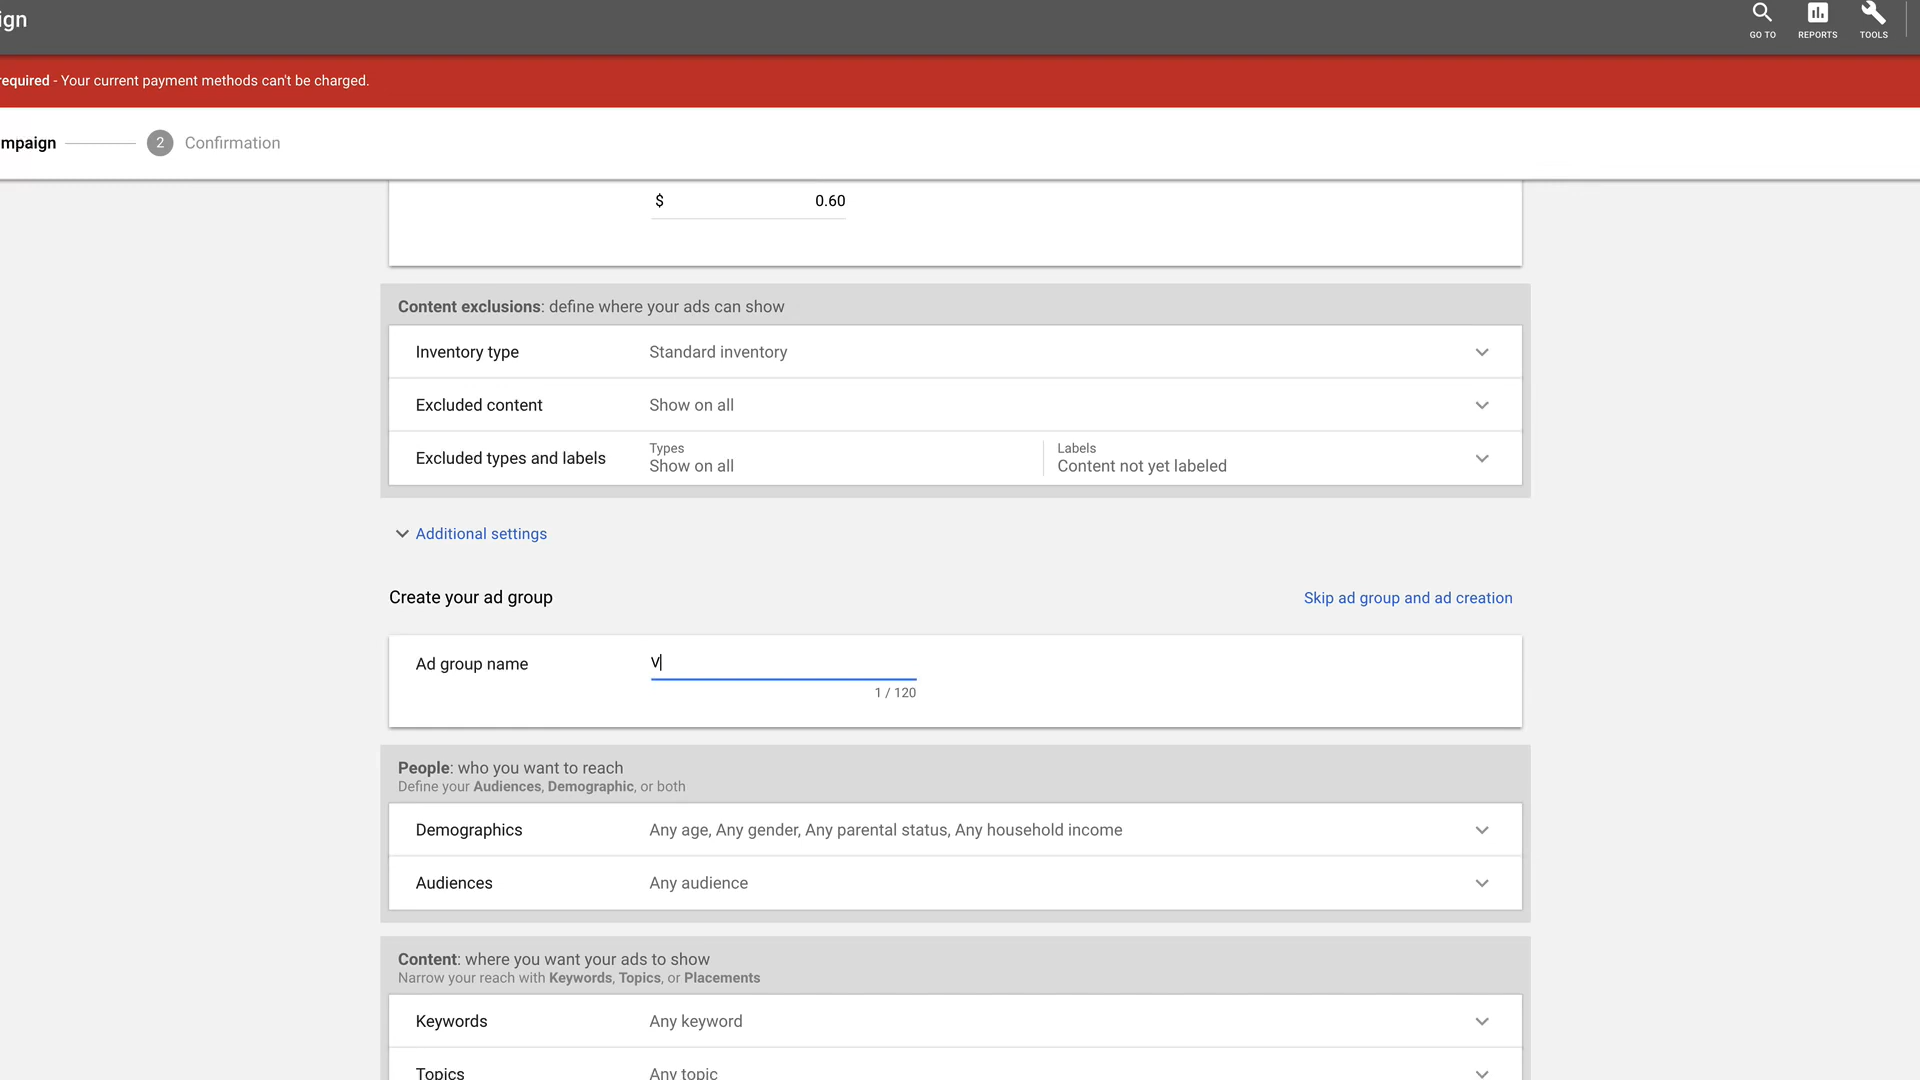 ign
GO TO
REPORTS
TOOLS
required - Your current payment methods can't be charged.
mpaign
2
Confirmation
$ 0.60
Content exclusions: define where your ads can show
Inventory type
Standard inventory
Excluded content
Show on all
Excluded types and labels
Types
Show on all
Labels
Content not yet labeled
Additional settings
Create your ad group
Skip ad group and ad creation
Ad group name
V
1 / 120
People: who you want to reach
Define your Audiences, Demographic, or both
Demographics
Any age, Any gender, Any parental status, Any household income
Audiences
Any audience
Content: where you want your ads to show
Narrow your reach with Keywords, Topics, or Placements
Keywords
Any keyword
Topics
Any topic